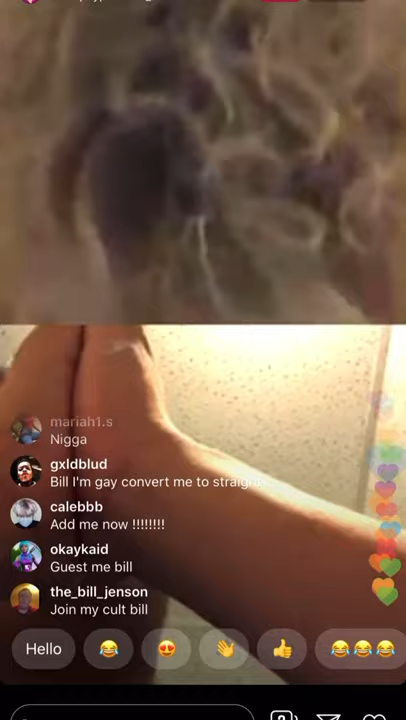 mariah1.s
Nigga
gxldblud
Bill I'm gay convert me to straight
calebbb
Add me now !!!!!!!!
okaykaid
Guest me bill
the_bill_jenson
Join my cult bill
Hello